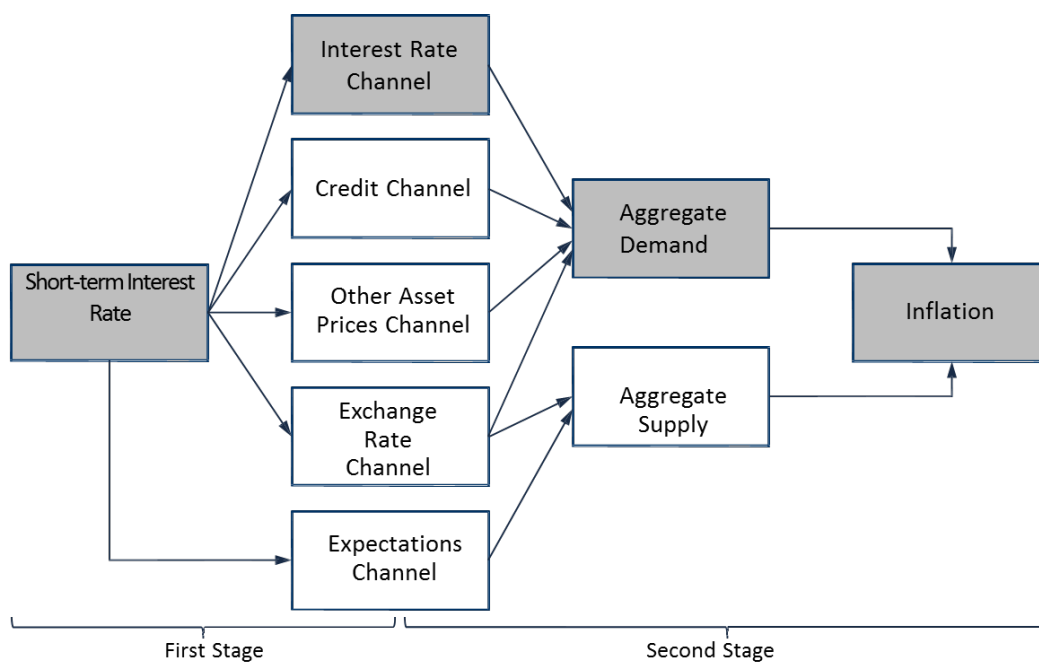 Interest Rate
Channel
Credit Channel
Aggregate
Demand
Short-term Interest
Rate
Other Asset
Prices Channel
Inflation
Exchange
Rate
Channel
Aggregate
Supply
Expectations
Channel
First Stage
Second Stage